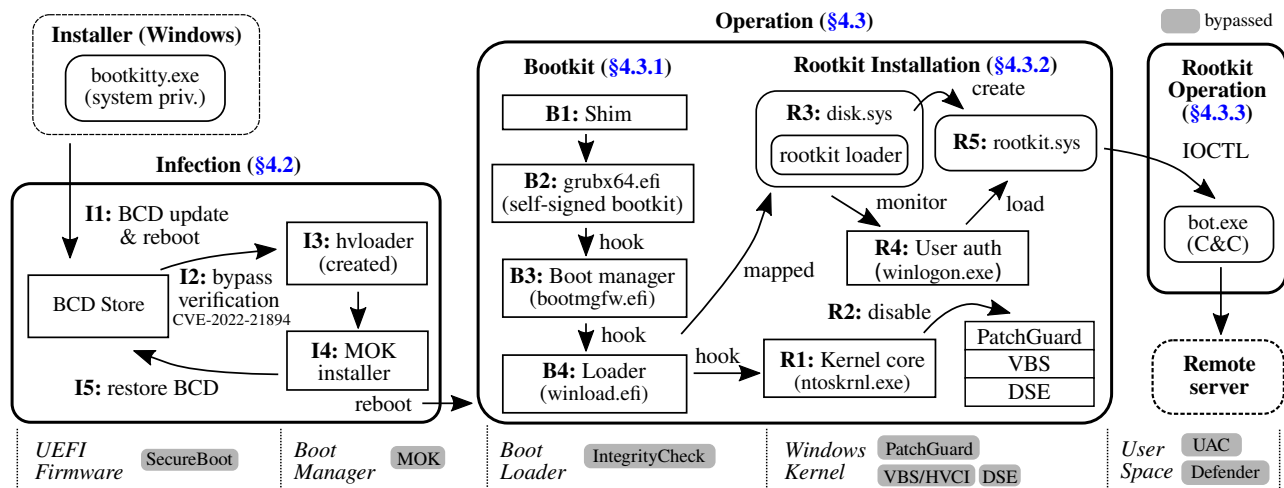 Installer (Windows)
bootkitty.exe
(system priv.)
Infection (§4.2)
I1: BCD update
& reboot
I2: bypass
verification
CVE-2022-21894
BCD Store
I3: hvloader
(created)
I4: MOK
installer
I5: restore BCD
reboot
Operation (§4.3)
Bootkit (§4.3.1)
B1: Shim
B2: grubx64.efi
(self-signed bootkit)
hook
B3: Boot manager
(bootmgfw.efi)
hook
B4: Loader
(winload.efi)
hook
mapped
Rootkit Installation (§4.3.2)
R3: disk.sys
rootkit loader
create
R5: rootkit.sys
monitor
load
R4: User auth
(winlogon.exe)
R2: disable
R1: Kernel core
(ntoskrnl.exe)
PatchGuard
VBS
DSE
bypassed
Rootkit
Operation
(§4.3.3)
IOCTL
bot.exe
(C&C)
Remote
server
UEFI
Firmware
SecureBoot
Boot
Manager
MOK
Boot
Loader
IntegrityCheck
Windows
Kernel
PatchGuard
VBS/HVCI
DSE
User
Space
UAC
Defender